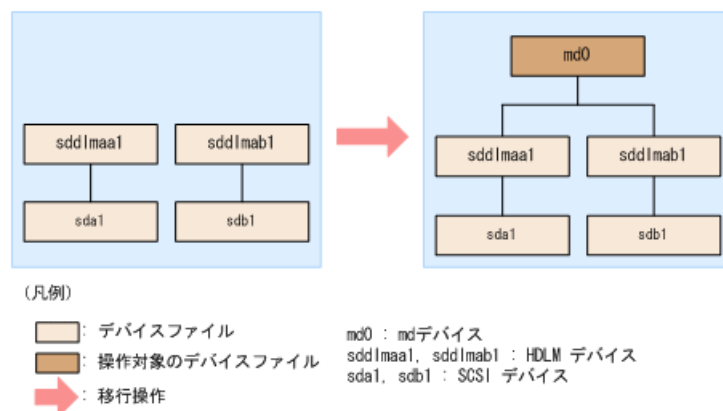 md0
sddlmaa1 sddlmab1
sddlmaa1 sddlmab1
sda1 sdb1
sda1 sdb1
(凡例)
: デバイスファイル
: 操作対象のデバイスファイル
: 移行操作
md0 : mdデバイス
sddlmaa1, sddlmab1 : HDLM デバイス
sda1, sdb1 : SCSI デバイス